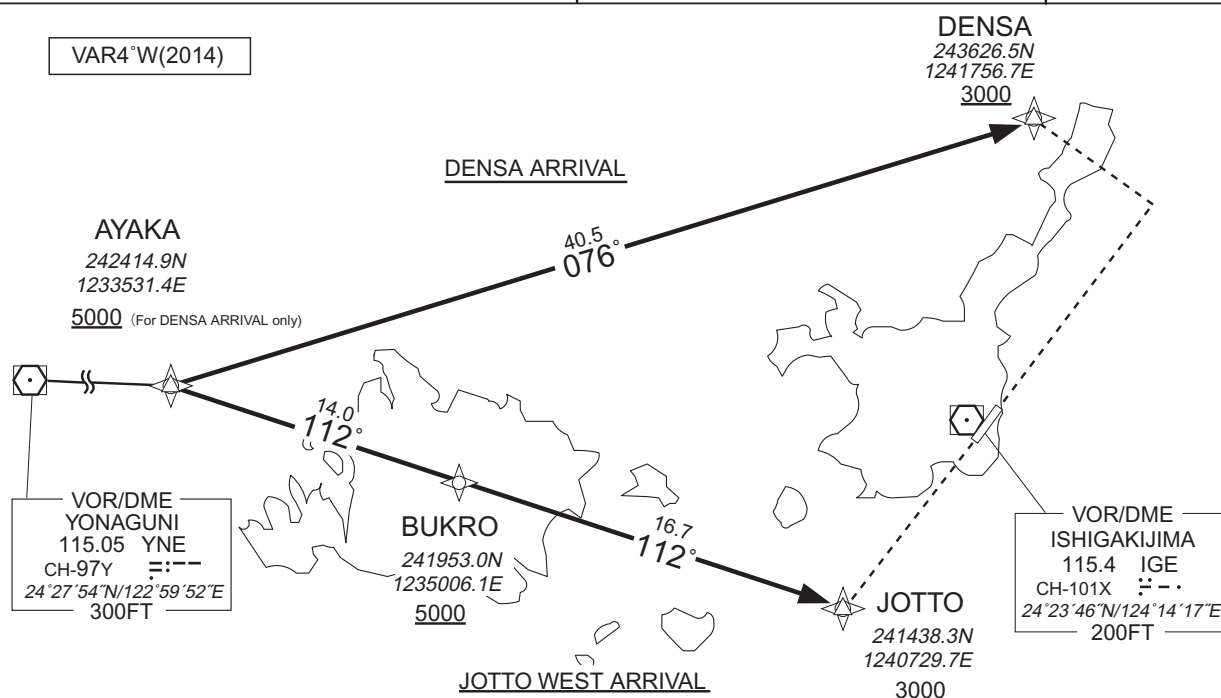 VAR4°W(2014)
DENSA
243626.5N
1241756.7E
3000
DENSA ARRIVAL
40.5
076°
AYAKA
242414.9N
1233531.4E
5000 (For DENSA ARRIVAL only)
14.0
112°
VOR/DME
YONAGUNI
115.05 YNE
CH-97Y
24°27´54˝N/122°59´52˝E
300FT
BUKRO
241953.0N
1235006.1E
5000
16.7
112°
JOTTO
241438.3N
1240729.7E
3000
VOR/DME
ISHIGAKIJIMA
115.4 IGE
CH-101X
24°23´46˝N/124°14´17˝E
200FT
JOTTO WEST ARRIVAL